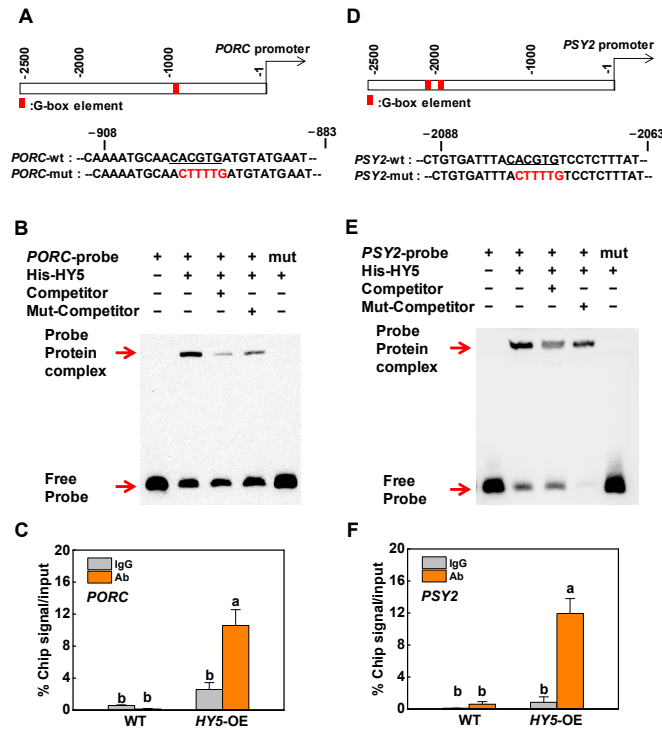 A
PORC promoter
-2500
-1000
-1
:G-box element
−908
−883
PORC-wt : --CAAAATGCAACACGTGATGTATGAAT--
PORC-mut : --CAAAATGCAACTTTTGATGTATGAAT--
B
PORC-probe + + + + mut
His-HY5 − + + + +
Competitor − − + − −
Mut-Competitor − − − + −
Probe
Protein
complex
Free
Probe
C
% Chip signal/input
20
16
12
8
4
0
IgG
Ab
PORC
b b b a
WT HY5-OE
D
PSY2 promoter
-2500
-2000
-1000
-1
:G-box element
−2088
−2063
PSY2-wt : --CTGTGATTTACACGTGTCCTCTTTAT--
PSY2-mut : --CTGTGATTTACTTTTGTCCTCTTTAT--
E
PSY2-probe + + + + mut
His-HY5 − + + + +
Competitor − − + − −
Mut-Competitor − − − + −
Probe
Protein
complex
Free
Probe
F
% Chip signal/input
20
16
12
8
4
0
IgG
Ab
PSY2
b b b a
WT HY5-OE